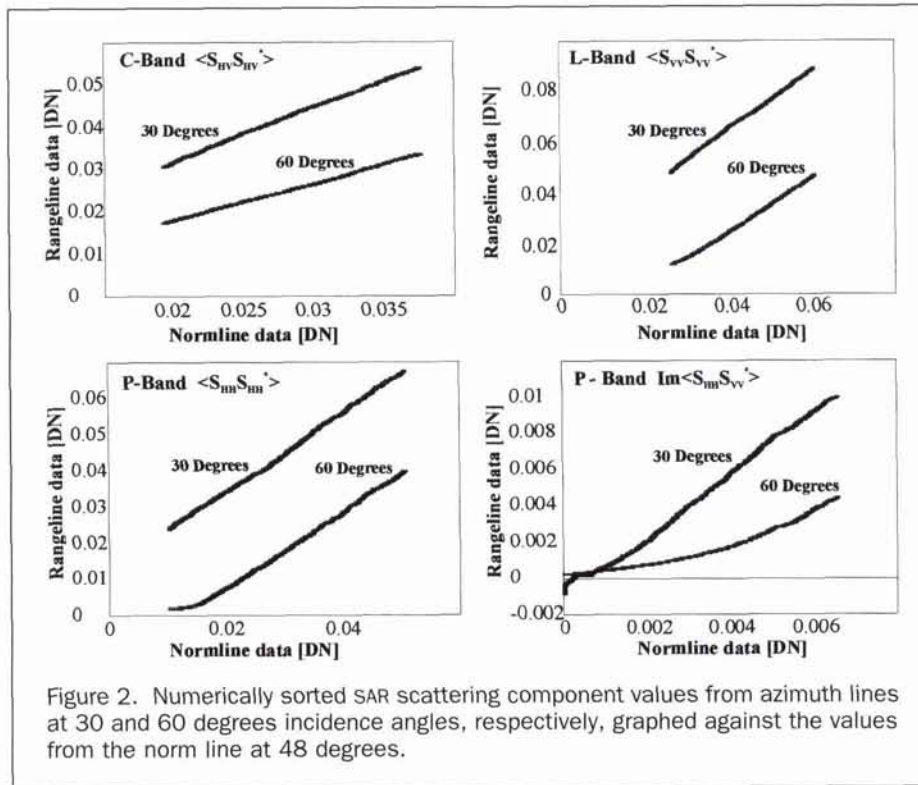 C-Band <S_HV S_HV*>
Rangeline data [DN]
0.05
0.04
0.03
0.02
0.01
0
30 Degrees
60 Degrees
0.02 0.025 0.03 0.035
Normline data [DN]
L-Band <S_VV S_VV*>
Rangeline data [DN]
0.08
0.06
0.04
0.02
0
30 Degrees
60 Degrees
0 0.02 0.04 0.06
Normline data [DN]
P-Band <S_HH S_HH*>
Rangeline data [DN]
0.06
0.05
0.04
0.03
0.02
0.01
0
30 Degrees
60 Degrees
0 0.02 0.04
Normline data [DN]
P - Band Im<S_HH S_VV*>
Rangeline data [DN]
0.01
0.008
0.006
0.004
0.002
0
-0.002
30 Degrees
60 Degrees
0 0.002 0.004 0.006
Normline data [DN]
Figure 2. Numerically sorted SAR scattering component values from azimuth lines
at 30 and 60 degrees incidence angles, respectively, graphed against the values
from the norm line at 48 degrees.